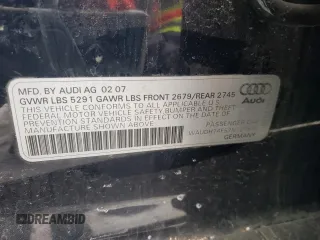 MFD. BY AUDI AG 02 07
GVWR LBS 5291 GAWR LBS FRONT 2679/REAR 2745
THIS VEHICLE CONFORMS TO ALL APPLICABLE U.S.
FEDERAL MOTOR VEHICLE SAFETY BUMPER AND THEFT
PREVENTION STANDARDS IN EFFECT ON THE DATE OF
MANUFACTURE SHOWN ABOVE.
Audi
PASSENGER
GERMANY
DREAMBID